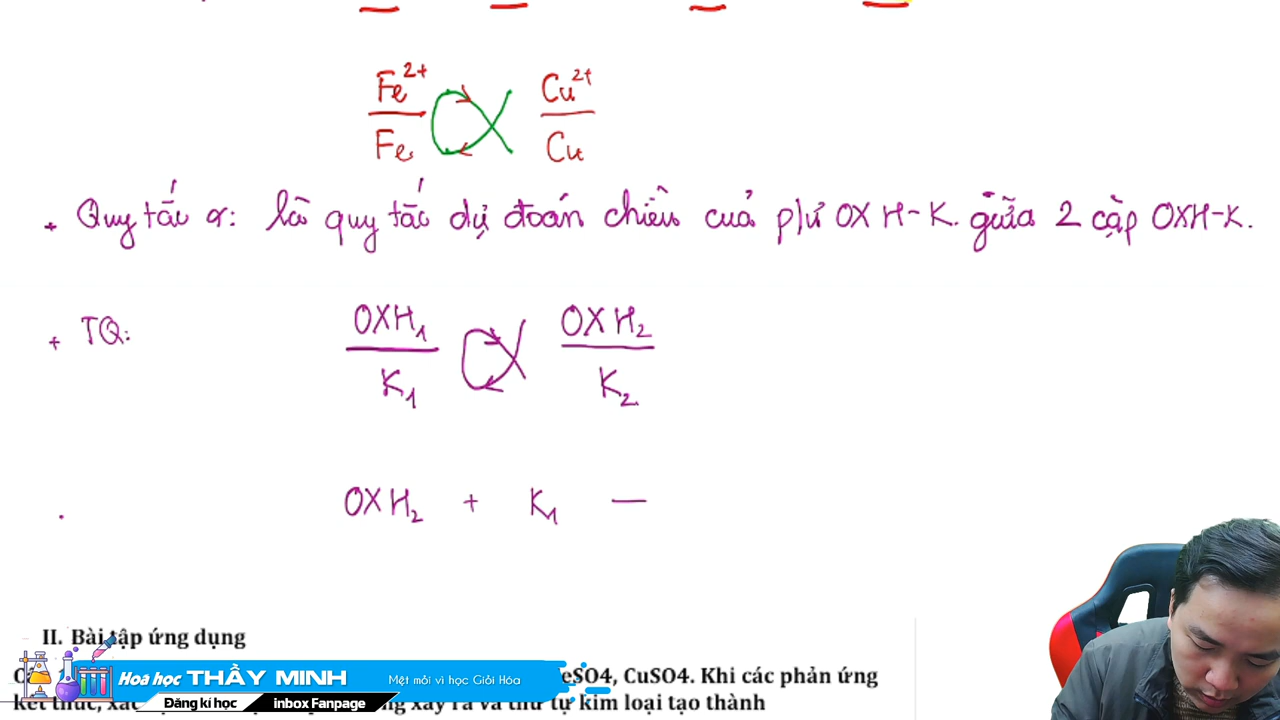 Fe²⁺ Cu²⁺
Fe Cu
+ Quy tắc α: là quy tắc dự đoán chiều của pư OXH-K. giữa 2 cặp OXH-K.
+ TQ: OXH₁ OXH₂
K₁ K₂
OXH₂ + K₁ —
II. Bài tập ứng dụng
eSO4, CuSO4. Khi các phản ứng
kết thúc, xảy ra và thứ tự kim loại tạo thành
Hoá học THẦY MINH
Mệt mỏi vì học Giỏi Hóa
Đăng kí học inbox Fanpage